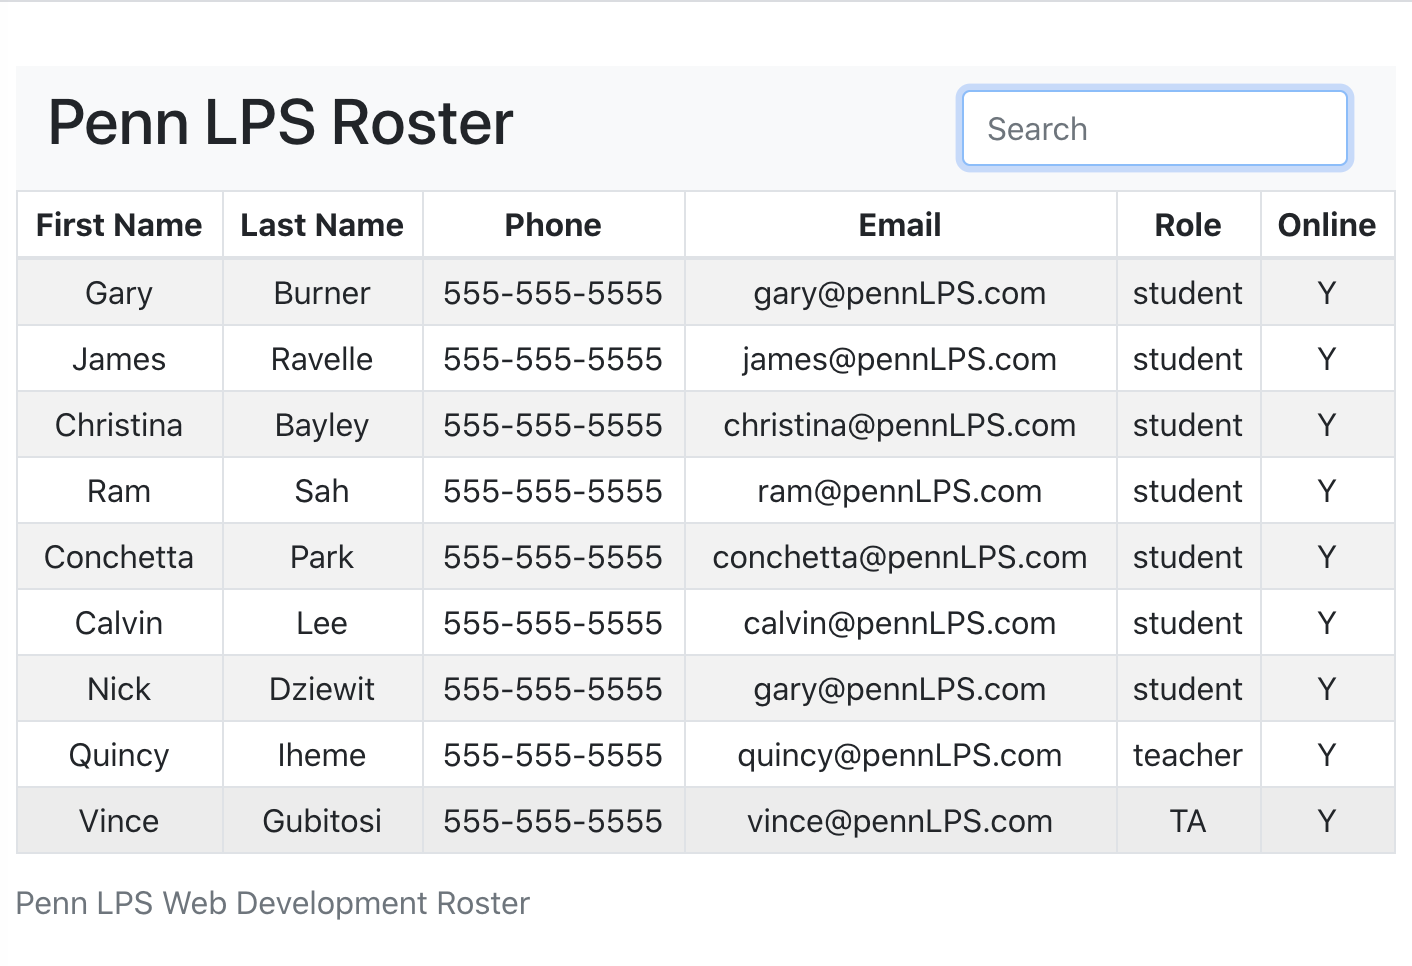 Penn LPS Roster
Search
First Name Last Name Phone Email Role Online
Gary Burner 555-555-5555 gary@pennLPS.com student Y
James Ravelle 555-555-5555 james@pennLPS.com student Y
Christina Bayley 555-555-5555 christina@pennLPS.com student Y
Ram Sah 555-555-5555 ram@pennLPS.com student Y
Conchetta Park 555-555-5555 conchetta@pennLPS.com student Y
Calvin Lee 555-555-5555 calvin@pennLPS.com student Y
Nick Dziewit 555-555-5555 gary@pennLPS.com student Y
Quincy Iheme 555-555-5555 quincy@pennLPS.com teacher Y
Vince Gubitosi 555-555-5555 vince@pennLPS.com TA Y
Penn LPS Web Development Roster